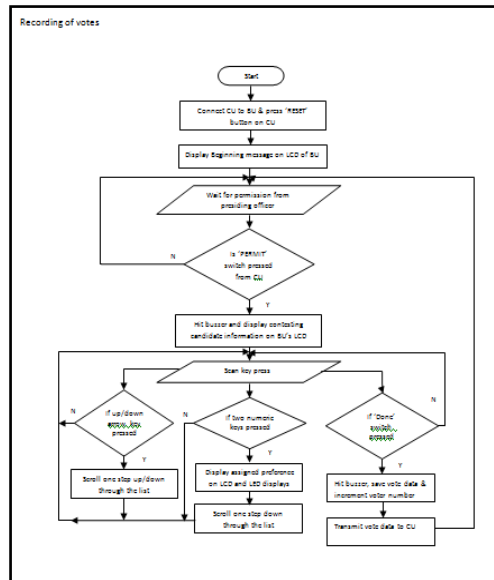 Recording of votes
Start
Connect CU to BU & press 'RESET'
button on CU
Display Beginning message on LCD of BU
Wait for permission from
presiding officer
Is 'PERMIT'
switch pressed
from CU
N
Y
Hit buzzer and display contesting
candidate information on BU's LCD
Scan key press
N
If up/down
arrow key
pressed
Y
Scroll one step up/down
through the list
N
If two numeric
keys pressed
Y
Display assigned preference
on LCD and LED displays
Scroll one step down
through the list
N
If 'Done'
switch
pressed
Y
Hit buzzer, save vote data &
increment voter number
Transmit vote data to CU